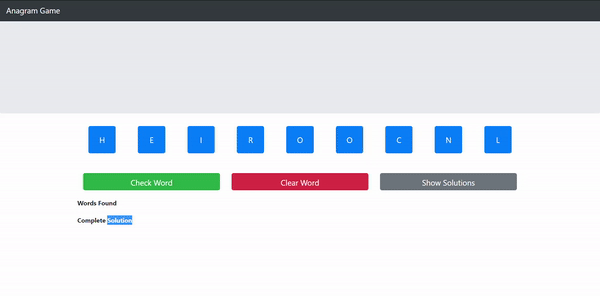 Anagram Game
H E I R O O C N L
Check Word Clear Word Show Solutions
Words Found
Complete Solution